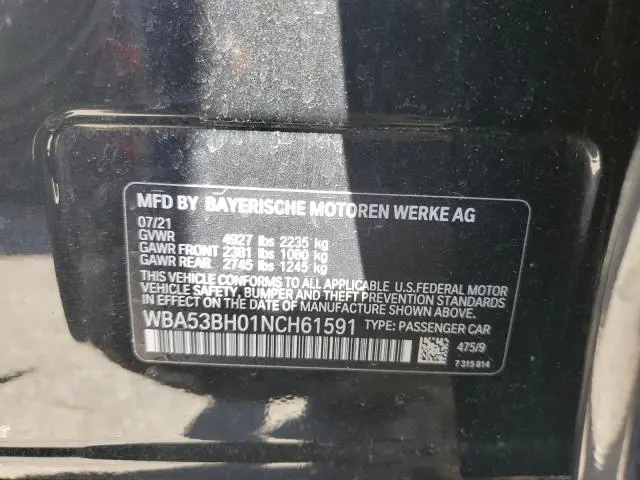 MFD BY BAYERISCHE MOTOREN WERKE AG
07/21
GVWR 4927 lbs 2235 kg
GAWR FRONT 2381 lbs 1080 kg
GAWR REAR 2745 lbs 1245 kg
THIS VEHICLE CONFORMS TO ALL APPLICABLE U.S.FEDERAL MOTOR
VEHICLE SAFETY, BUMPER AND THEFT PREVENTION STANDARDS
IN EFFECT ON THE DATE OF MANUFACTURE SHOWN ABOVE.
WBA53BH01NCH61591 TYPE: PASSENGER CAR
475/9
7 315 814